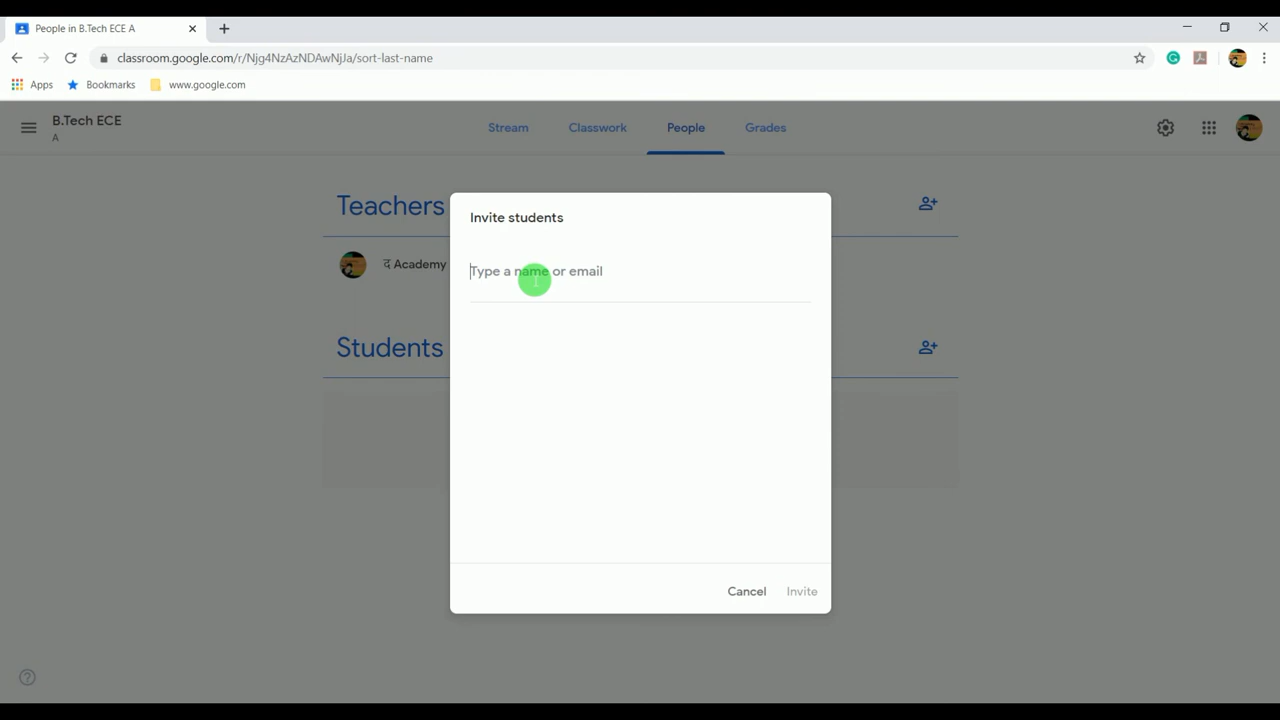 People in B.Tech ECE A
classroom.google.com/r/Njg4NzAzNDAwNjJa/sort-last-name
Apps Bookmarks www.google.com
B.Tech ECE
A
Stream Classwork People Grades
Teachers
द Academy
Students
Invite students
Type a name or email
Cancel Invite